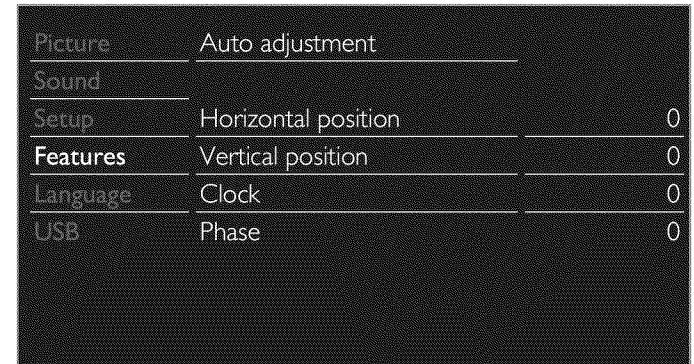 Picture Auto adjustment
Sound
Setup Horizontal position 0
Features Vertical position 0
Language Clock 0
USB Phase 0